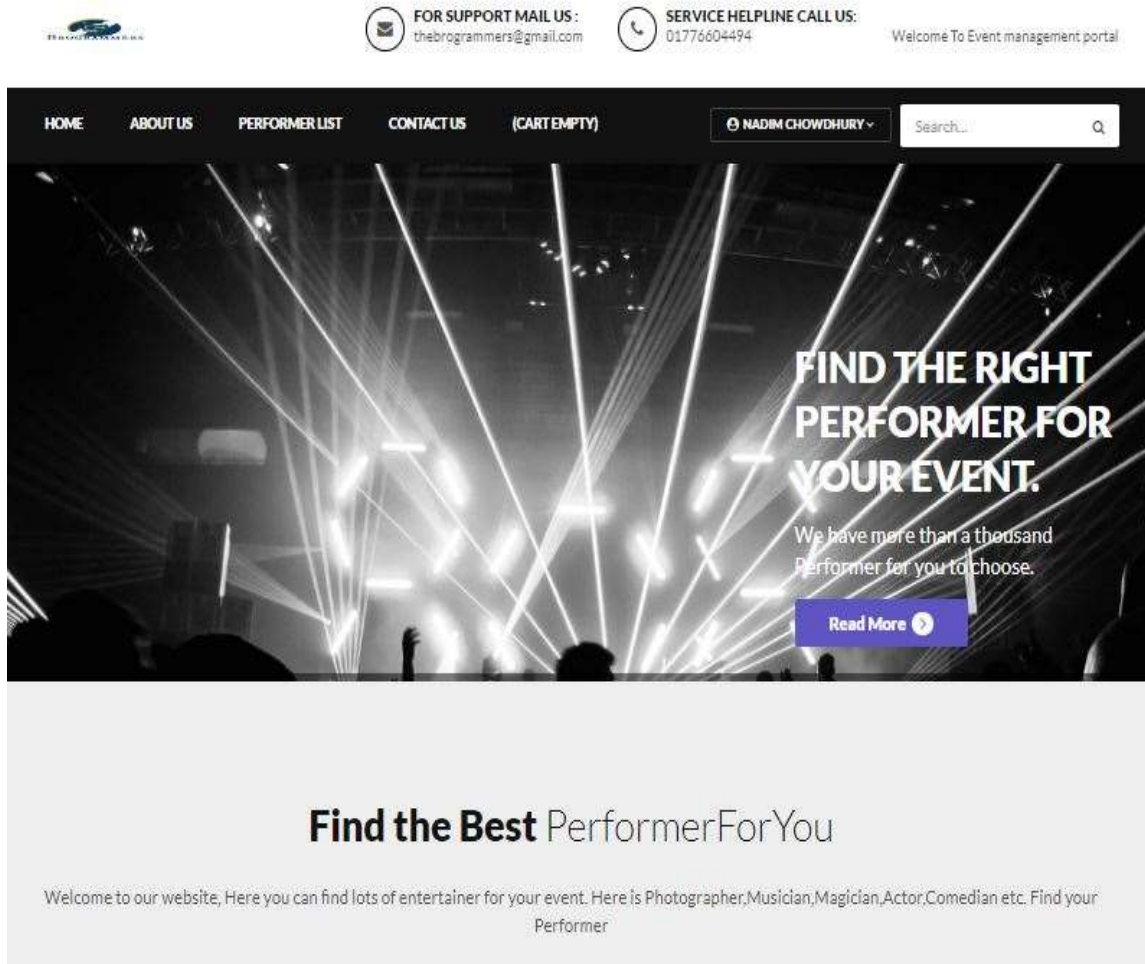 BROGRAMMERS
FOR SUPPORT MAIL US :
thebrogrammers@gmail.com
SERVICE HELPLINE CALL US:
01776604494
Welcome To Event management portal
HOME ABOUT US PERFORMER LIST CONTACT US (CART EMPTY) NADIM CHOWDHURY Search...
FIND THE RIGHT
PERFORMER FOR
YOUR EVENT.
We have more than a thousand
Performer for you to choose.
Read More
Find the Best PerformerForYou
Welcome to our website, Here you can find lots of entertainer for your event. Here is Photographer,Musician,Magician,Actor,Comedian etc. Find your
Performer